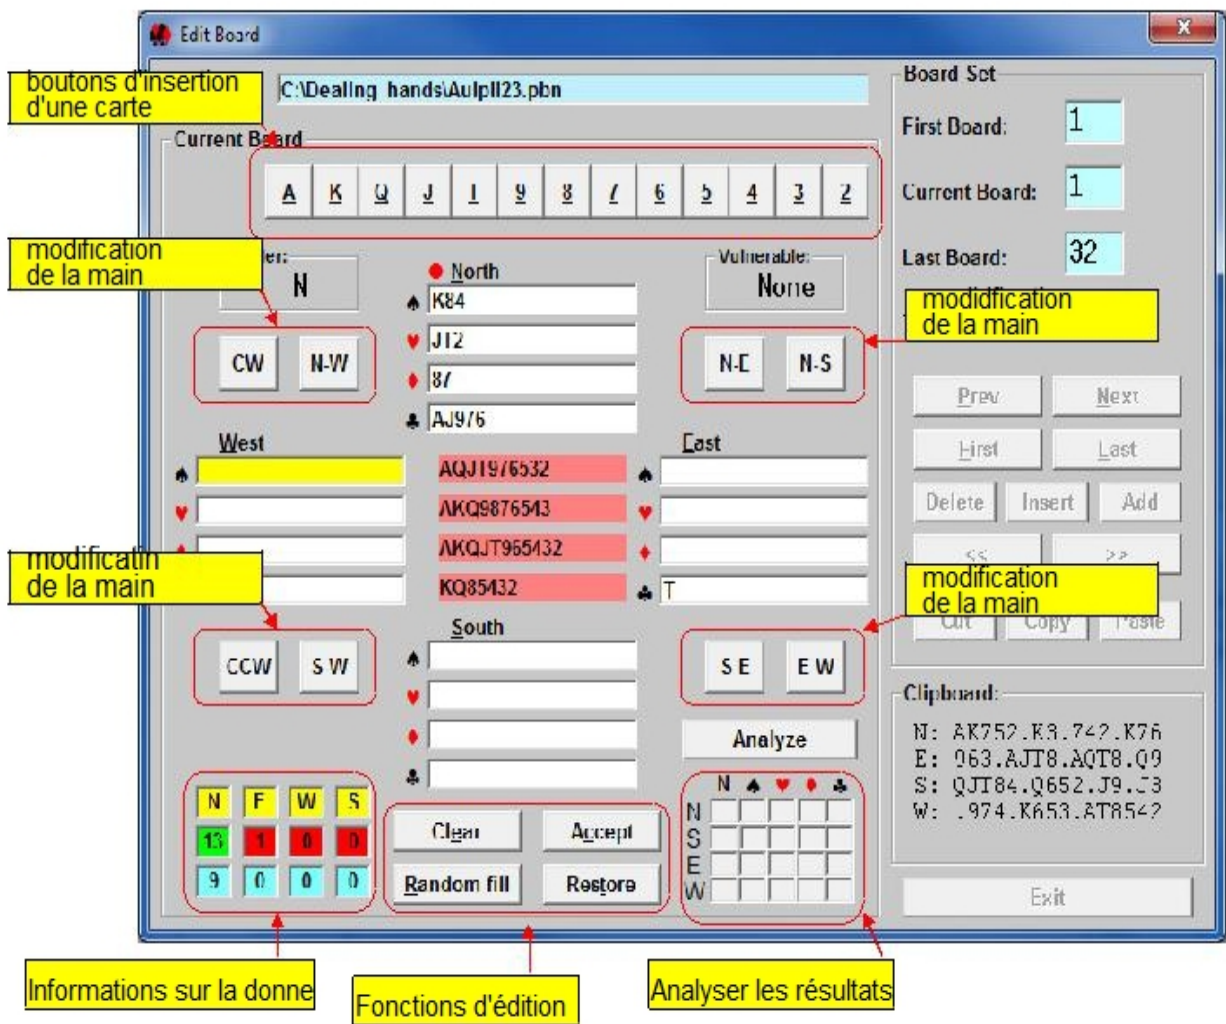 Edit Board
boutons d'insertion
d'une carte
C:\Dealing hands\Aulpll23.pbn
Board Set
First Board: 1
Current Board
A K Q J T 9 8 7 6 5 4 3 2
Current Board: 1
modification
de la main
N
North
Vulnerable:
None
Last Board: 32
K84
modidfication
de la main
CW N-W
JT2
N-E N-S
87
Prev Next
AJ976
West
East
First Last
AQJT976532
AKQ9876543
Delete Insert Add
AKQJT965432
<< >>
modificatin
de la main
modification
de la main
KQ85432
T
Cut Copy Paste
South
CCW S W
S E E W
Clipboard:
N: AK752.K3.742.K76
E: 963.AJT8.AQT8.Q9
S: QJT84.Q652.J9.J3
W: .974.K653.AT8542
Analyze
N E W S
13 1 0 0
9 0 0 0
Clear Accept
Random fill Restore
N ♠ ♥ ♦ ♣
N
S
E
W
Exit
Informations sur la donne
Fonctions d'édition
Analyser les résultats